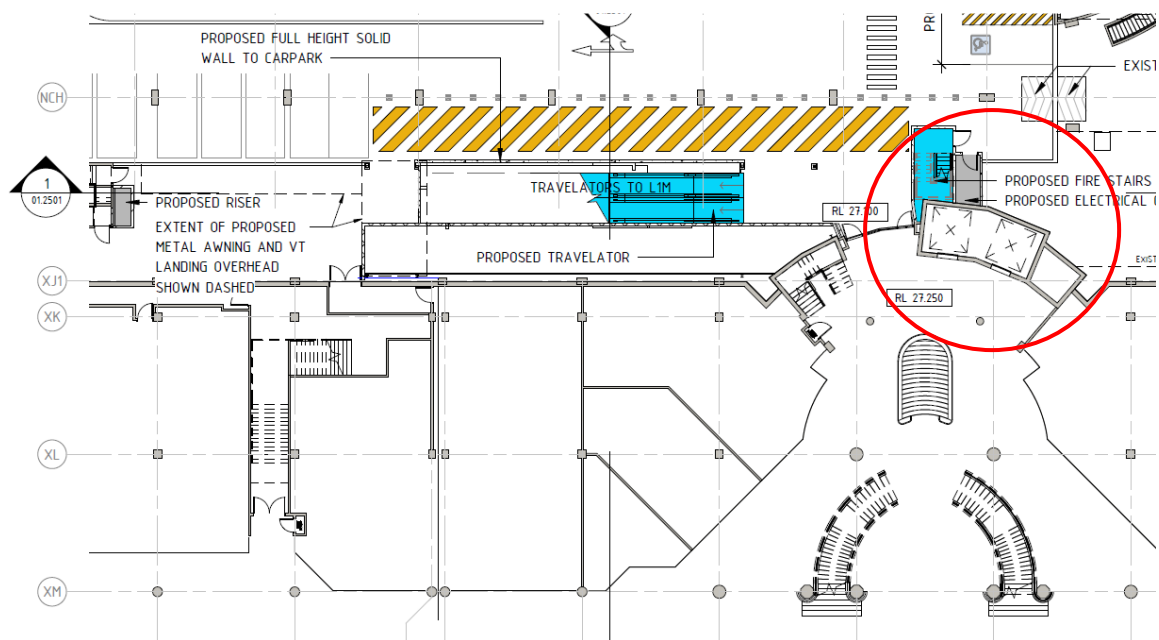 PROPOSED FULL HEIGHT SOLID
WALL TO CARPARK
NCH
EXIST
1
01.2501
PROPOSED RISER
EXTENT OF PROPOSED
METAL AWNING AND VT
LANDING OVERHEAD
SHOWN DASHED
TRAVELATORS TO L1M
PROPOSED TRAVELATOR
RL 27.100
PROPOSED FIRE STAIRS
PROPOSED ELECTRICAL
EXIST
XJ1
RL 27.250
XK
XL
XM